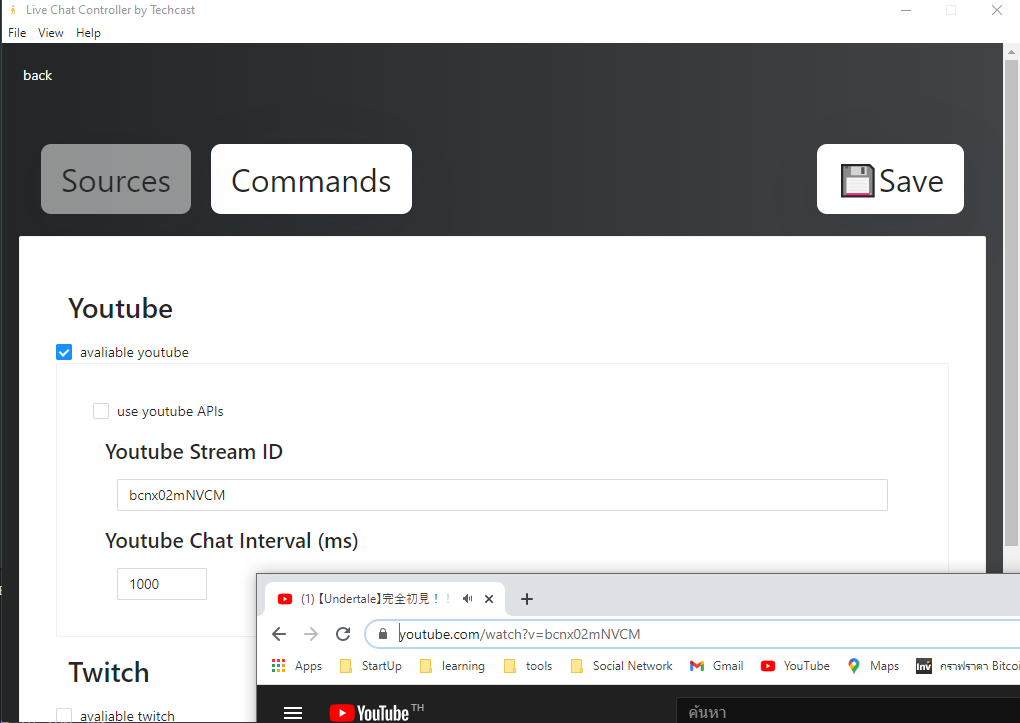 Live Chat Controller by Techcast
File View Help
back
Sources Commands Save
Youtube
avaliable youtube
use youtube APIs
Youtube Stream ID
bcnx02mNVCM
Youtube Chat Interval (ms)
1000
(1)【Undertale】完全初見！！
youtube.com/watch?v=bcnx02mNVCM
Apps StartUp learning tools Social Network Gmail YouTube Maps INV กราฟราคา Bitcoi
Twitch
avaliable twitch
YouTube TH
ค้นหา